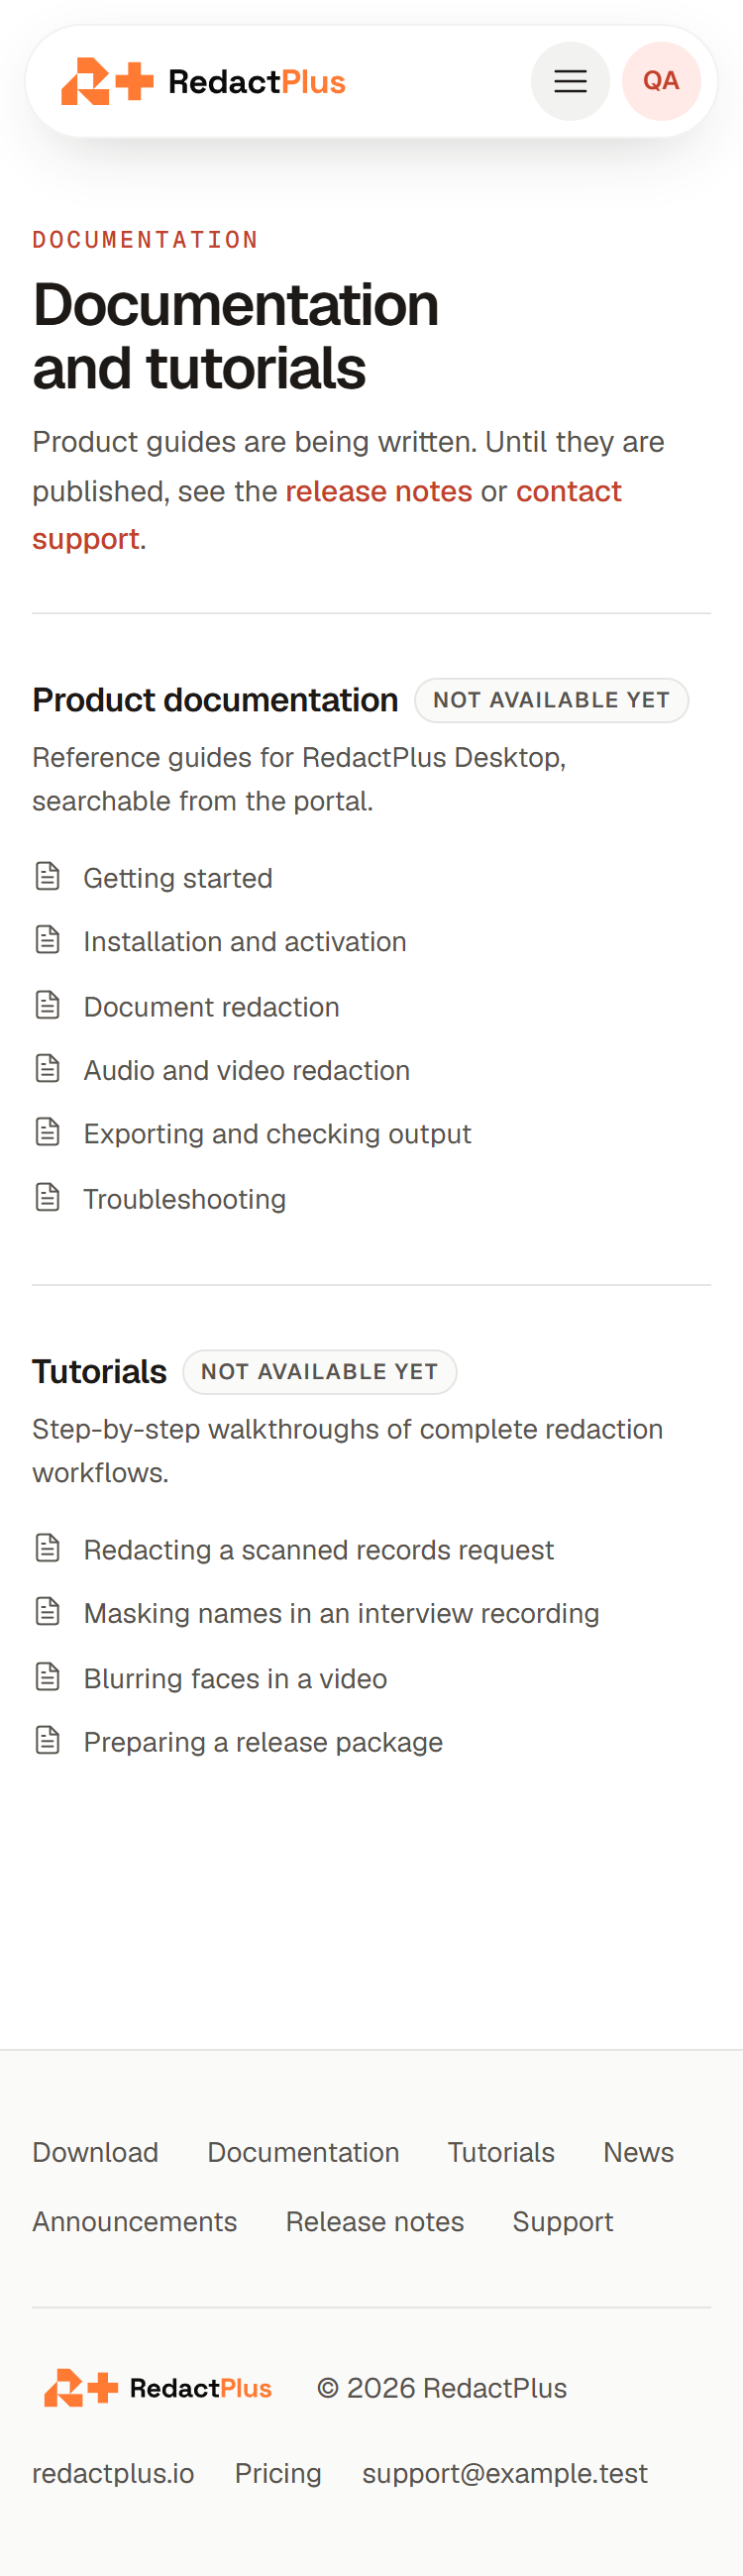 RedactPlus
QA
DOCUMENTATION
Documentation
and tutorials
Product guides are being written. Until they are
published, see the release notes or contact
support.
Product documentation NOT AVAILABLE YET
Reference guides for RedactPlus Desktop,
searchable from the portal.
Getting started
Installation and activation
Document redaction
Audio and video redaction
Exporting and checking output
Troubleshooting
Tutorials NOT AVAILABLE YET
Step-by-step walkthroughs of complete redaction
workflows.
Redacting a scanned records request
Masking names in an interview recording
Blurring faces in a video
Preparing a release package
Download Documentation Tutorials News
Announcements Release notes Support
RedactPlus © 2026 RedactPlus
redactplus.io Pricing support@example.test